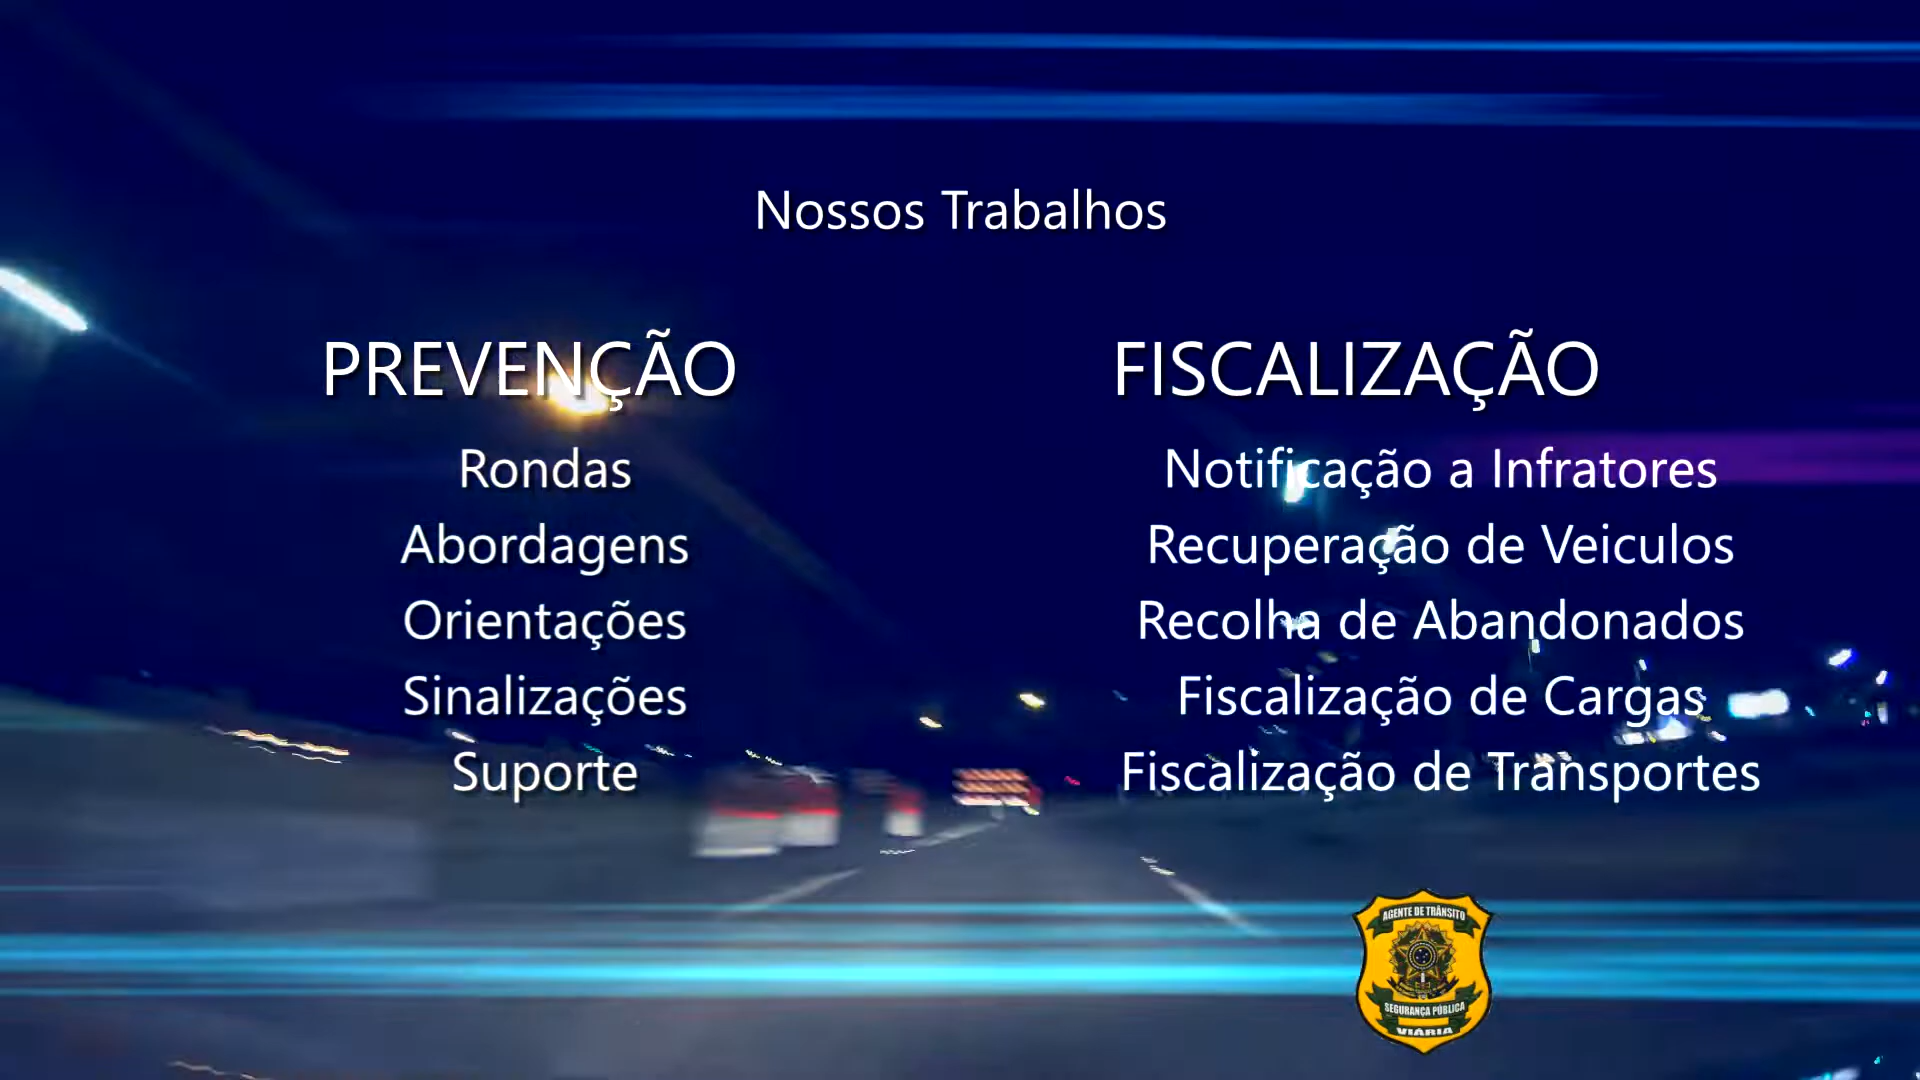 Nossos Trabalhos
PREVENÇÃO
Rondas
Abordagens
Orientações
Sinalizações
Suporte
FISCALIZAÇÃO
Notificação a Infratores
Recuperação de Veiculos
Recolha de Abandonados
Fiscalização de Cargas
Fiscalização de Transportes
AGENTE DE TRÂNSITO
SEGURANÇA PÚBLICA
VIÁRIA